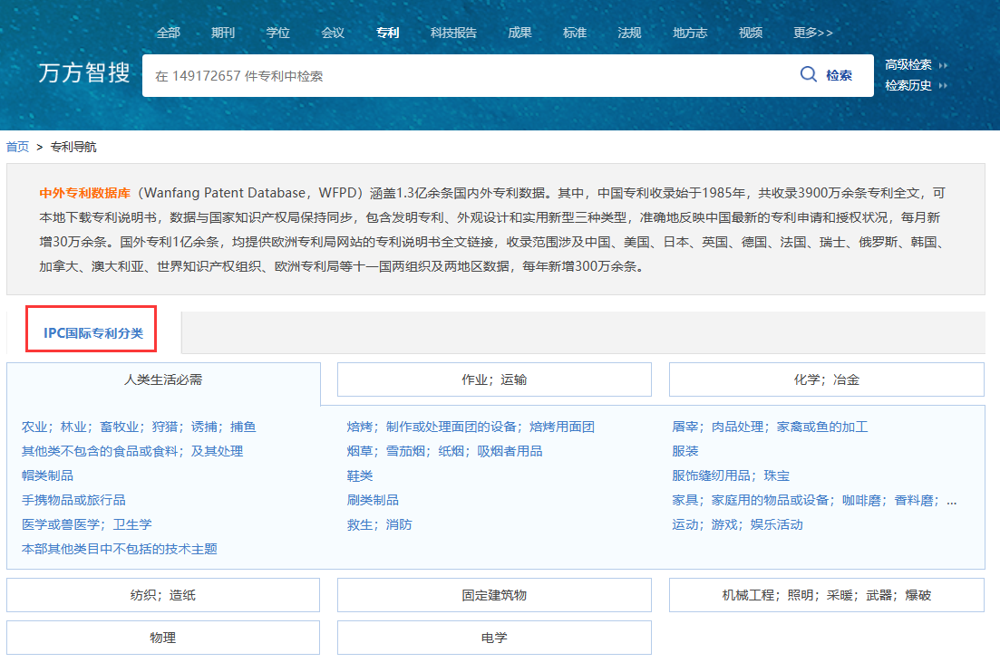 全部 期刊 学位 会议 专利 科技报告 成果 标准 法规 地方志 视频 更多>>
万方智搜 在 149172657 件专利中检索 检索 高级检索
检索历史
首页 > 专利导航
中外专利数据库（Wanfang Patent Database，WFPD）涵盖1.3亿余条国内外专利数据。其中，中国专利收录始于1985年，共收录3900万余条专利全文，可
本地下载专利说明书，数据与国家知识产权局保持同步，包含发明专利、外观设计和实用新型三种类型，准确地反映中国最新的专利申请和授权状况，每月新
增30万余条。国外专利1亿余条，均提供欧洲专利局网站的专利说明书全文链接，收录范围涉及中国、美国、日本、英国、德国、法国、瑞士、俄罗斯、韩国、
加拿大、澳大利亚、世界知识产权组织、欧洲专利局等十一国两组织及两地区数据，每年新增300万余条。
IPC国际专利分类
人类生活必需 作业；运输 化学；冶金
农业；林业；畜牧业；狩猎；诱捕；捕鱼 焙烤；制作或处理面团的设备；焙烤用面团 屠宰；肉品处理；家禽或鱼的加工
其他类不包含的食品或食料；及其处理 烟草；雪茄烟；纸烟；吸烟者用品 服装
帽类制品 鞋类 服饰缝纫用品；珠宝
手携物品或旅行品 刷类制品 家具；家庭用的物品或设备；咖啡磨；香料磨；...
医学或兽医学；卫生学 救生；消防 运动；游戏；娱乐活动
本部其他类目中不包括的技术主题
纺织；造纸 固定建筑物 机械工程；照明；采暖；武器；爆破
物理 电学